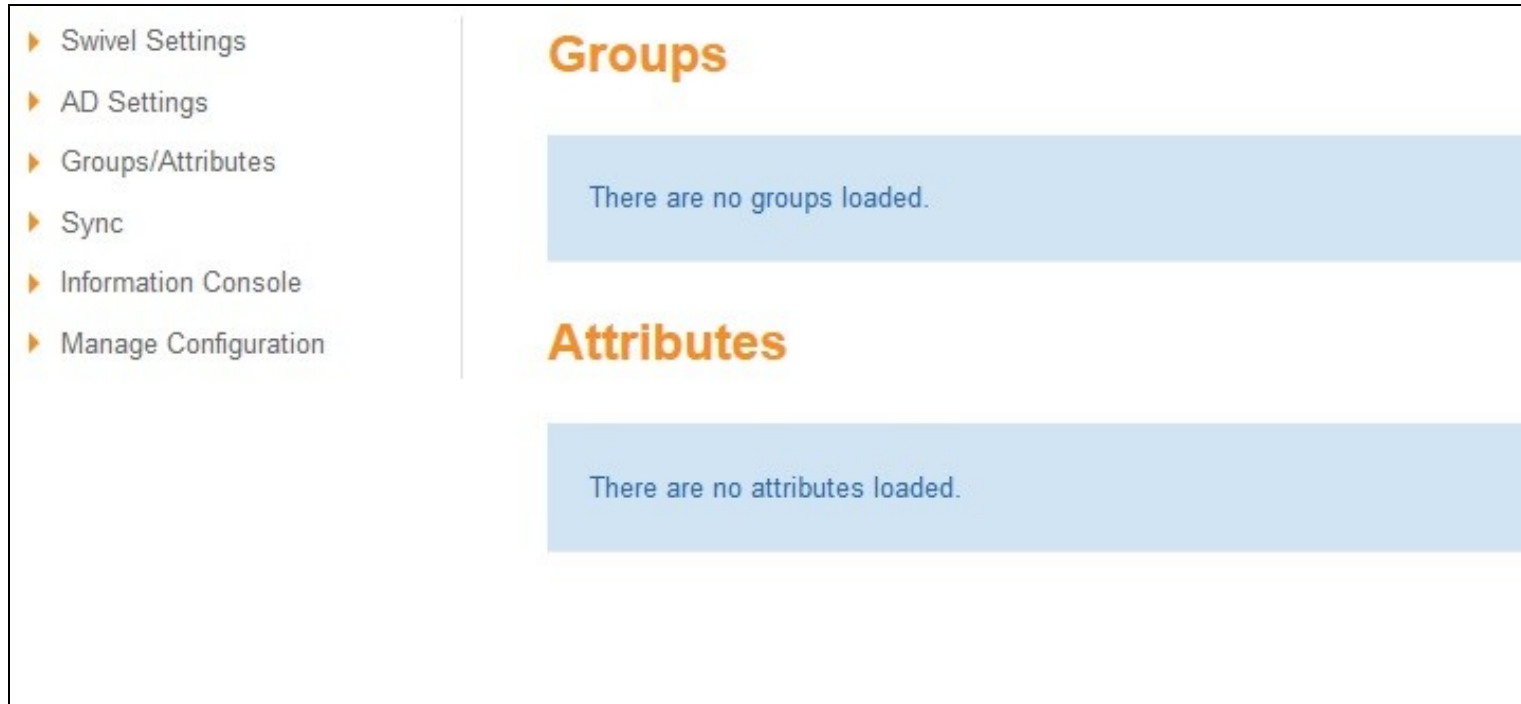 Swivel Settings
AD Settings
Groups/Attributes
Sync
Information Console
Manage Configuration
Groups
There are no groups loaded.
Attributes
There are no attributes loaded.